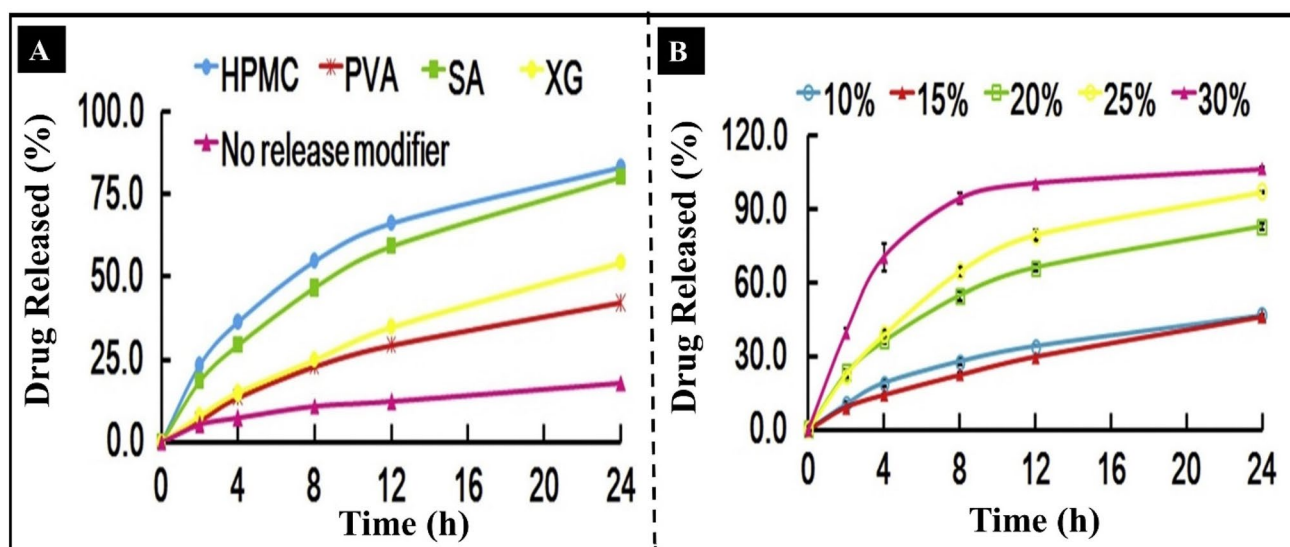 A
HPMC PVA SA XG
No release modifier
Drug Released (%)
100.0
75.0
50.0
25.0
0.0
0 4 8 12 16 20 24
Time (h)
B
10% 15% 20% 25% 30%
Drug Released (%)
120.0
90.0
60.0
30.0
0.0
0 4 8 12 16 20 24
Time (h)